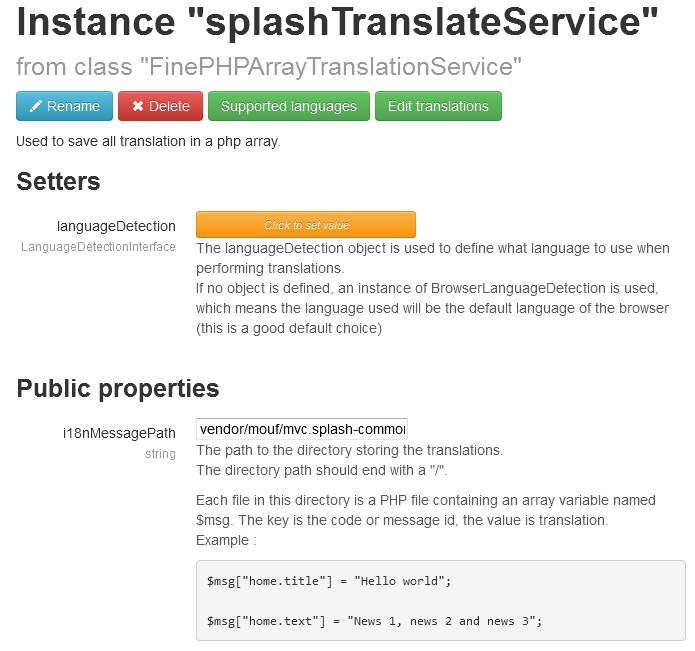 Instance "splashTranslateService"
from class "FinePHPArrayTranslationService"
Rename Delete Supported languages Edit translations
Used to save all translation in a php array.
Setters
languageDetection
LanguageDetectionInterface
Click to set value
The languageDetection object is used to define what language to use when
performing translations.
If no object is defined, an instance of BrowserLanguageDetection is used,
which means the language used will be the default language of the browser
(this is a good default choice)
Public properties
i18nMessagePath
string
vendor/mouf/mvc.splash-common
The path to the directory storing the translations.
The directory path should end with a "/".
Each file in this directory is a PHP file containing an array variable named
$msg. The key is the code or message id, the value is translation.
Example :
$msg["home.title"] = "Hello world";
$msg["home.text"] = "News 1, news 2 and news 3";